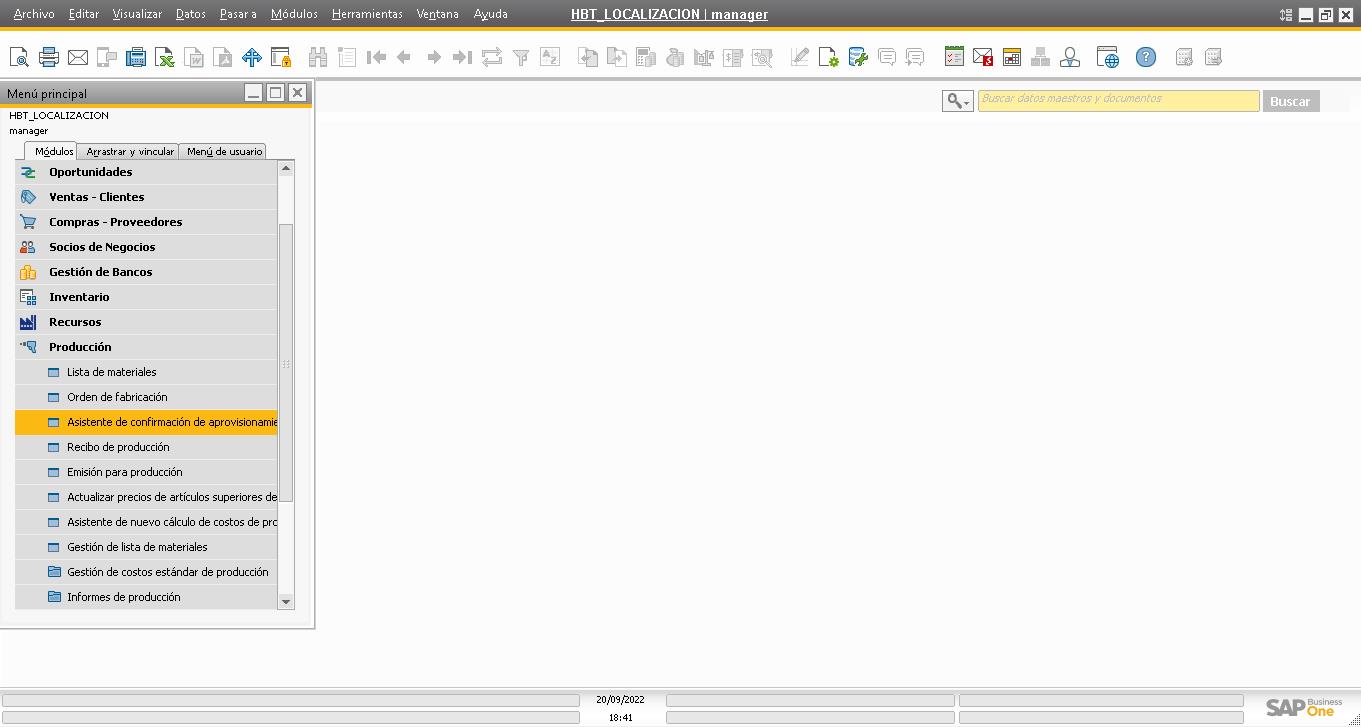 Archivo Editar Visualizar Datos Pasar a Módulos Herramientas Ventana Ayuda HBT_LOCALIZACION | manager
Menú principal
Buscar datos maestros y documentos Buscar
HBT_LOCALIZACION
manager
Módulos Arrastrar y vincular Menú de usuario
Oportunidades
Ventas - Clientes
Compras - Proveedores
Socios de Negocios
Gestión de Bancos
Inventario
Recursos
Producción
Lista de materiales
Orden de fabricación
Asistente de confirmación de aprovisionamie
Recibo de producción
Emisión para producción
Actualizar precios de artículos superiores de
Asistente de nuevo cálculo de costos de pro
Gestión de lista de materiales
Gestión de costos estándar de producción
Informes de producción
20/09/2022
18:41
SAP Business One